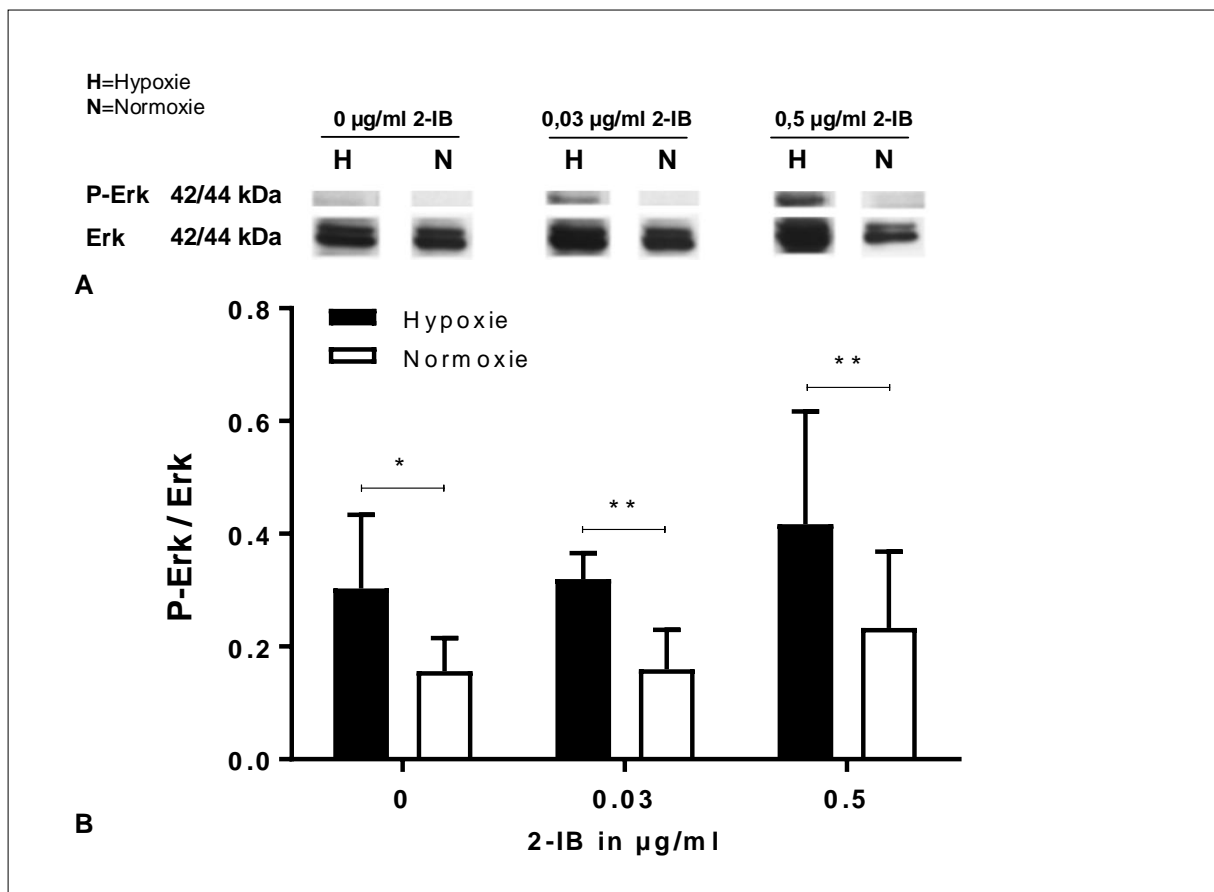 H=Hypoxie
N=Normoxie
0 µg/ml 2-IB 0,03 µg/ml 2-IB 0,5 µg/ml 2-IB
H N H N H N
P-Erk 42/44 kDa
Erk 42/44 kDa
A
0.8
Hypoxie
Normoxie
**
0.6
*
**
0.4
0.2
0.0
P-Erk / Erk
0 0.03 0.5
2-IB in µg/ml
B